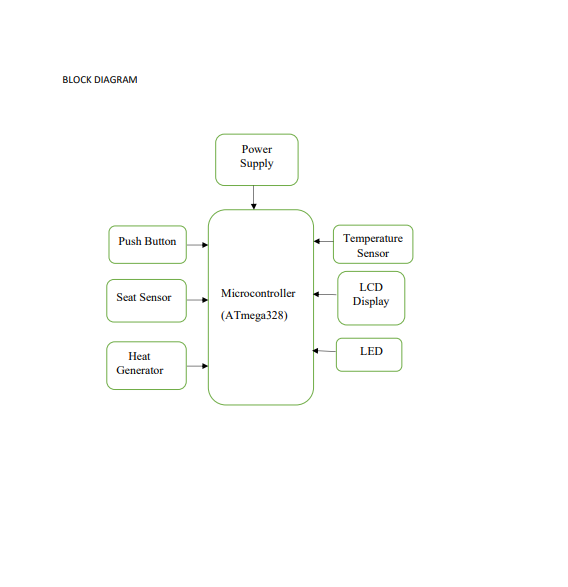 BLOCK DIAGRAM
Power
Supply
Push Button
Seat Sensor
Heat
Generator
Microcontroller
(ATmega328)
Temperature
Sensor
LCD
Display
LED